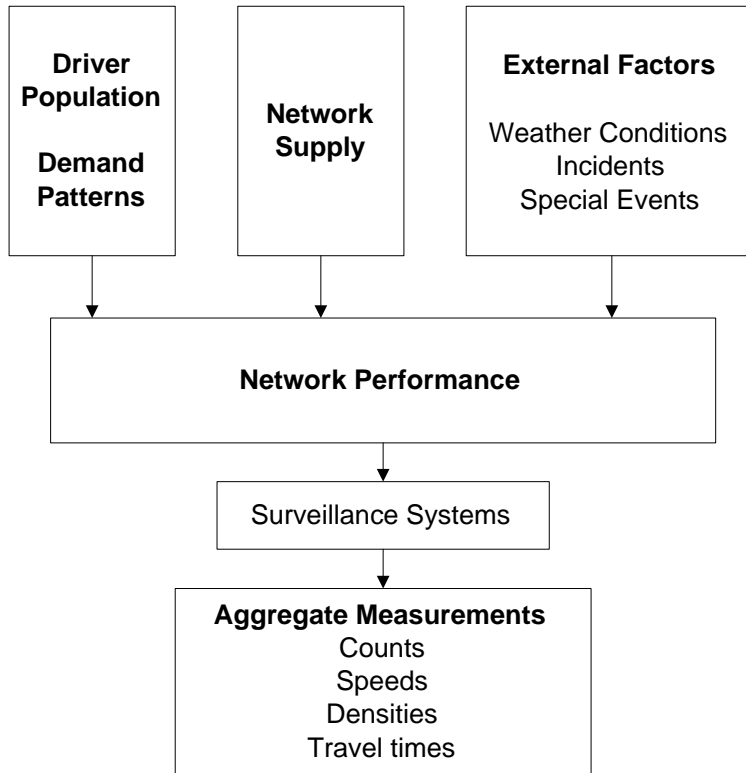 Driver
Population
Demand
Patterns
Network
Supply
External Factors
Weather Conditions
Incidents
Special Events
Network Performance
Surveillance Systems
Aggregate Measurements
Counts
Speeds
Densities
Travel times